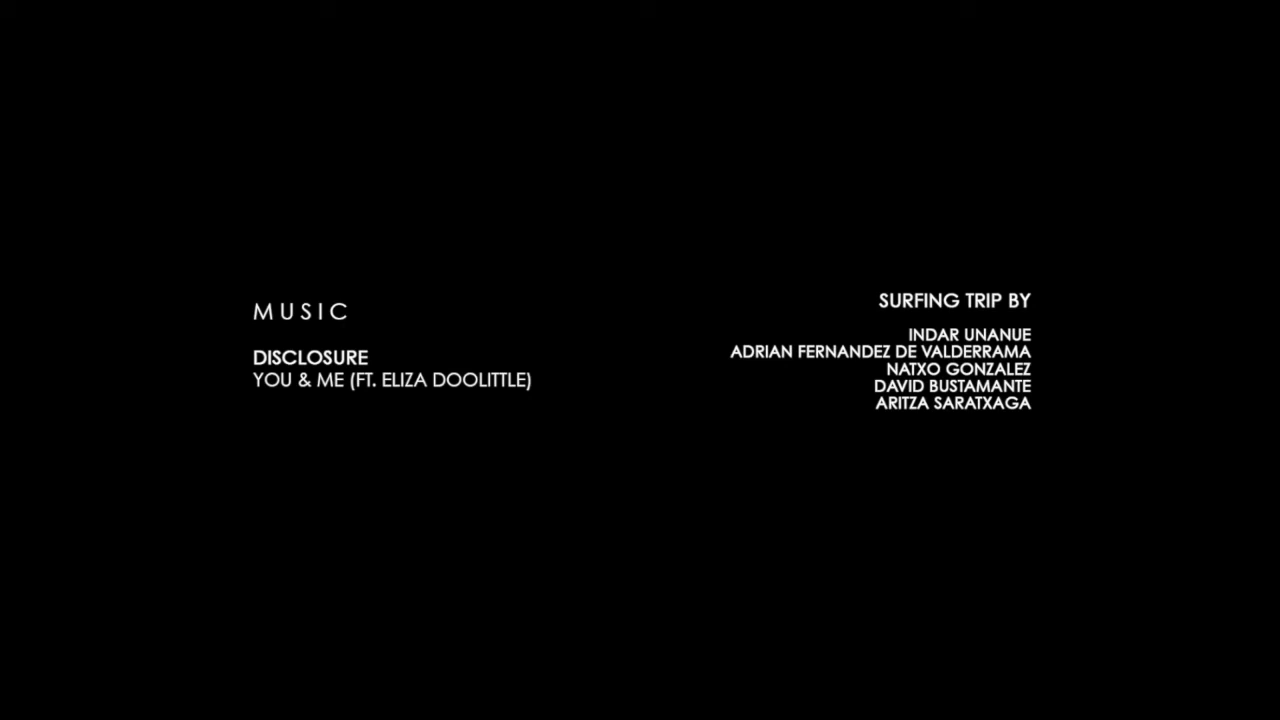 M U S I C
DISCLOSURE
YOU & ME (FT. ELIZA DOOLITTLE)
SURFING TRIP BY
INDAR UNANUE
ADRIAN FERNANDEZ DE VALDERRAMA
NATXO GONZALEZ
DAVID BUSTAMANTE
ARITZA SARATXAGA